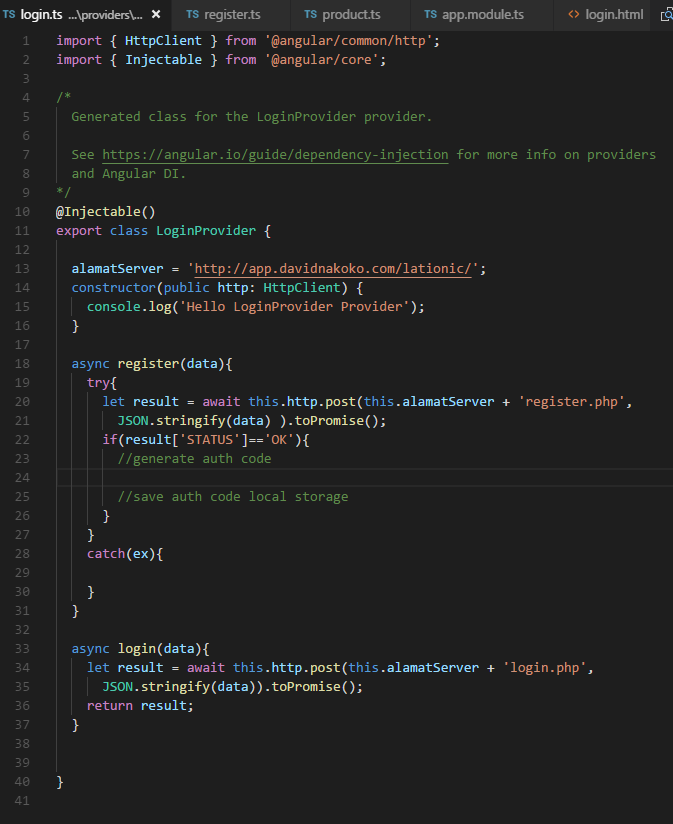 TS login.ts ...\providers\... × TS register.ts TS product.ts TS app.module.ts <> login.html
1 import { HttpClient } from '@angular/common/http';
2 import { Injectable } from '@angular/core';
3
4 /*
5 Generated class for the LoginProvider provider.
6
7 See https://angular.io/guide/dependency-injection for more info on providers
8 and Angular DI.
9 */
10 @Injectable()
11 export class LoginProvider {
12
13 alamatServer = 'http://app.davidnakoko.com/lationic/';
14 constructor(public http: HttpClient) {
15 console.log('Hello LoginProvider Provider');
16 }
17
18 async register(data){
19 try{
20 let result = await this.http.post(this.alamatServer + 'register.php',
21 JSON.stringify(data) ).toPromise();
22 if(result['STATUS']=='OK'){
23 //generate auth code
24
25 //save auth code local storage
26 }
27 }
28 catch(ex){
29
30 }
31 }
32
33 async login(data){
34 let result = await this.http.post(this.alamatServer + 'login.php',
35 JSON.stringify(data)).toPromise();
36 return result;
37 }
38
39
40 }
41